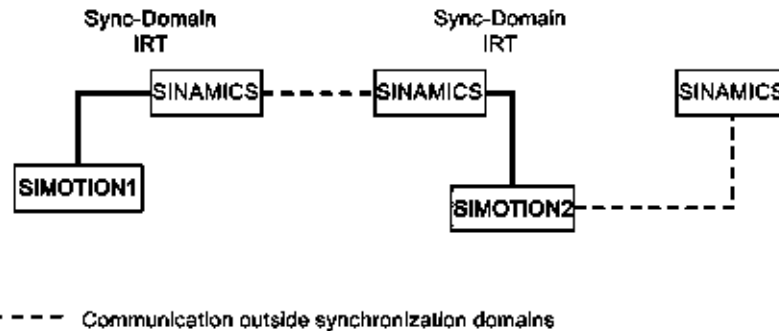 Sync-Domain
IRT
Sync-Domain
IRT
SINAMICS
SINAMICS
SINAMICS
SIMOTION1
SIMOTION2
Communication outside synchronization domains